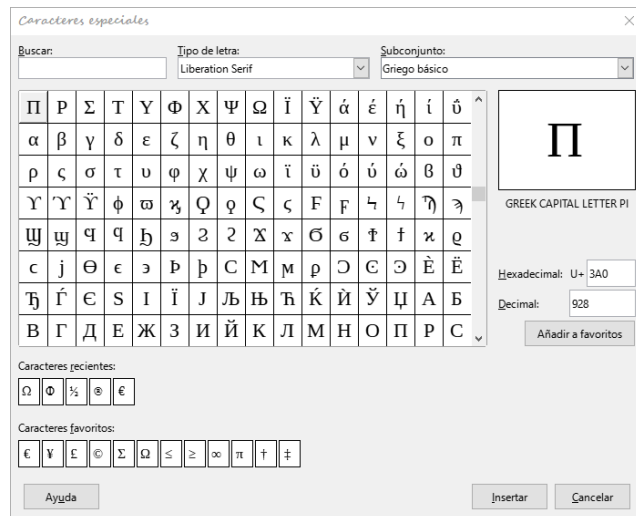 Caracteres especiales
Buscar:
Tipo de letra:
Subconjunto:
Liberation Serif
Griego básico
Π Ρ Σ Τ Υ Φ Χ Ψ Ω Ϊ Ϋ ά έ ή ί ΰ
α β γ δ ε ζ η θ ι κ λ μ ν ξ ο π
ρ ς σ τ υ φ χ ψ ω ϊ ϋ ό ύ ώ ϐ ϑ
ϒ ϓ ϔ ϕ ϖ ϗ Ϙ ϙ Ϛ ϛ Ϝ ϝ Ϟ ϟ Ϡ ϡ
Ϣ ϣ Ϥ ϥ Ϧ ϧ Ϩ ϩ Ϫ ϫ Ϭ ϭ Ϯ ϯ ϰ ϱ
ϲ ϳ ϴ ϵ ϶ Ϸ ϸ Ϲ Ϻ ϻ ϼ Ͻ Ͼ Ͽ Ѐ Ё
Ђ Ѓ Є Ѕ І Ї Ј Љ Њ Ћ Ќ Ѝ Ў Џ А Б
В Г Д Е Ж З И Й К Л М Н О П Р С
Π
GREEK CAPITAL LETTER PI
Hexadecimal: U+ 3A0
Decimal: 928
Añadir a favoritos
Caracteres recientes:
Ω Φ ½ ® €
Caracteres favoritos:
€ ¥ £ © Σ Ω ≤ ≥ ∞ π † ‡
Ayuda
Insertar
Cancelar